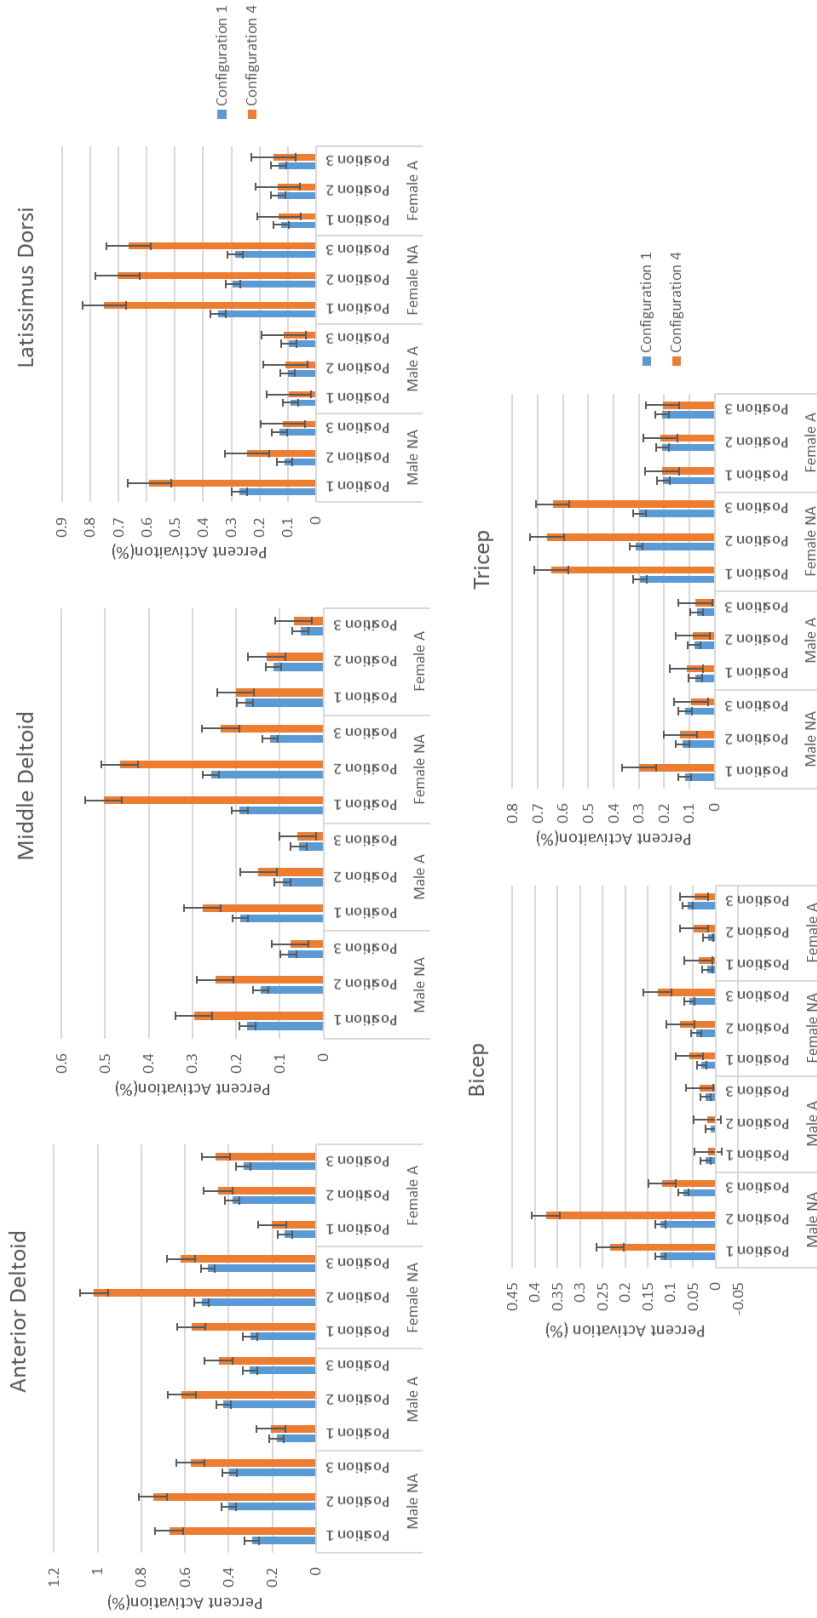 Anterior Deltoid
Percent Activation(%)
1.2
1
0.8
0.6
0.4
0.2
0
Position 1
Position 2
Position 3
Position 1
Position 2
Position 3
Position 1
Position 2
Position 3
Position 1
Position 2
Position 3
Male NA
Male A
Female NA
Female A
Middle Deltoid
Percent Activation(%)
0.6
0.5
0.4
0.3
0.2
0.1
0
Position 1
Position 2
Position 3
Position 1
Position 2
Position 3
Position 1
Position 2
Position 3
Position 1
Position 2
Position 3
Male NA
Male A
Female NA
Female A
Latissimus Dorsi
Percent Activaiton(%)
0.9
0.8
0.7
0.6
0.5
0.4
0.3
0.2
0.1
0
Position 1
Position 2
Position 3
Position 1
Position 2
Position 3
Position 1
Position 2
Position 3
Position 1
Position 2
Position 3
Male NA
Male A
Female NA
Female A
Configuration 1
Configuration 4
Bicep
Percent Activation (%)
0.45
0.4
0.35
0.3
0.25
0.2
0.15
0.1
0.05
0
-0.05
Position 1
Position 2
Position 3
Position 1
Position 2
Position 3
Position 1
Position 2
Position 3
Position 1
Position 2
Position 3
Male NA
Male A
Female NA
Female A
Tricep
Percent Activation(%)
0.8
0.7
0.6
0.5
0.4
0.3
0.2
0.1
0
Position 1
Position 2
Position 3
Position 1
Position 2
Position 3
Position 1
Position 2
Position 3
Position 1
Position 2
Position 3
Male NA
Male A
Female NA
Female A
Configuration 1
Configuration 4